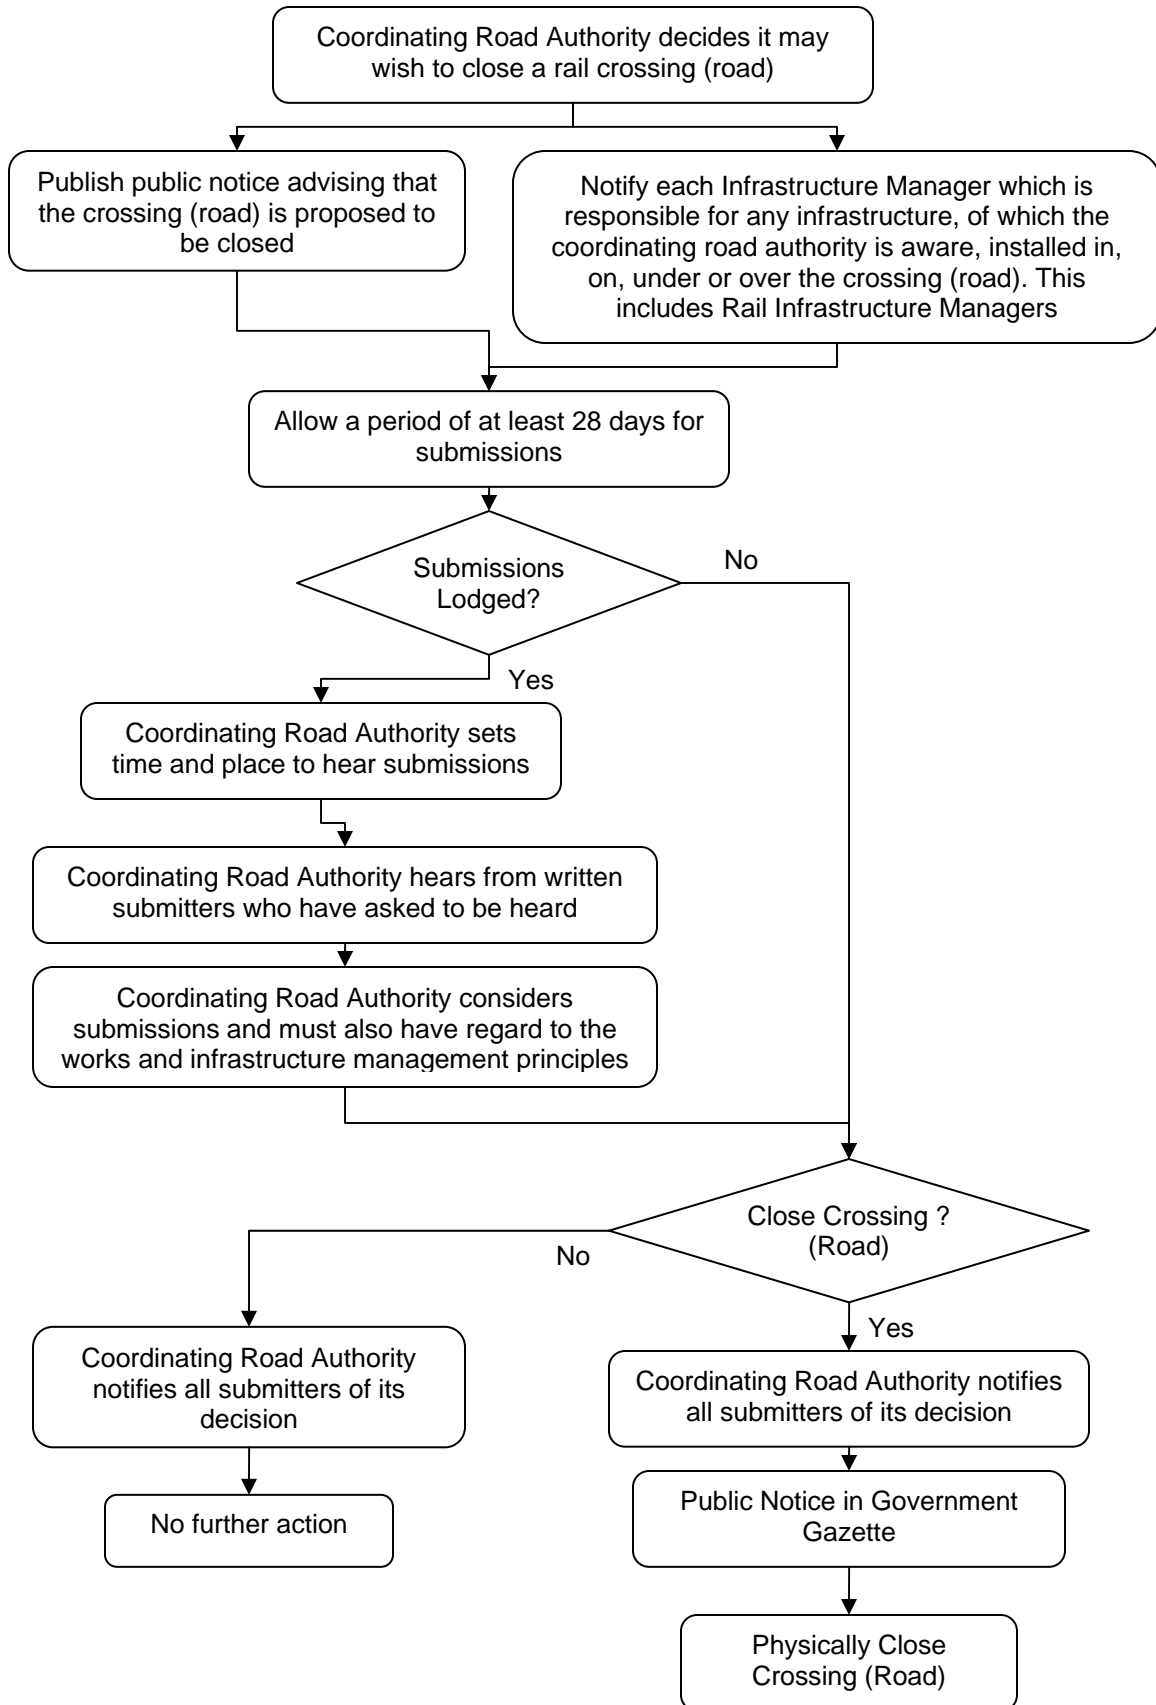 Coordinating Road Authority decides it may
wish to close a rail crossing (road)
Publish public notice advising that
the crossing (road) is proposed to
be closed
Notify each Infrastructure Manager which is
responsible for any infrastructure, of which the
coordinating road authority is aware, installed in,
on, under or over the crossing (road). This
includes Rail Infrastructure Managers
Allow a period of at least 28 days for
submissions
Submissions
Lodged?
No
Yes
Coordinating Road Authority sets
time and place to hear submissions
Coordinating Road Authority hears from written
submitters who have asked to be heard
Coordinating Road Authority considers
submissions and must also have regard to the
works and infrastructure management principles
Close Crossing ?
(Road)
No
Yes
Coordinating Road Authority
notifies all submitters of its
decision
No further action
Coordinating Road Authority notifies
all submitters of its decision
Public Notice in Government
Gazette
Physically Close
Crossing (Road)